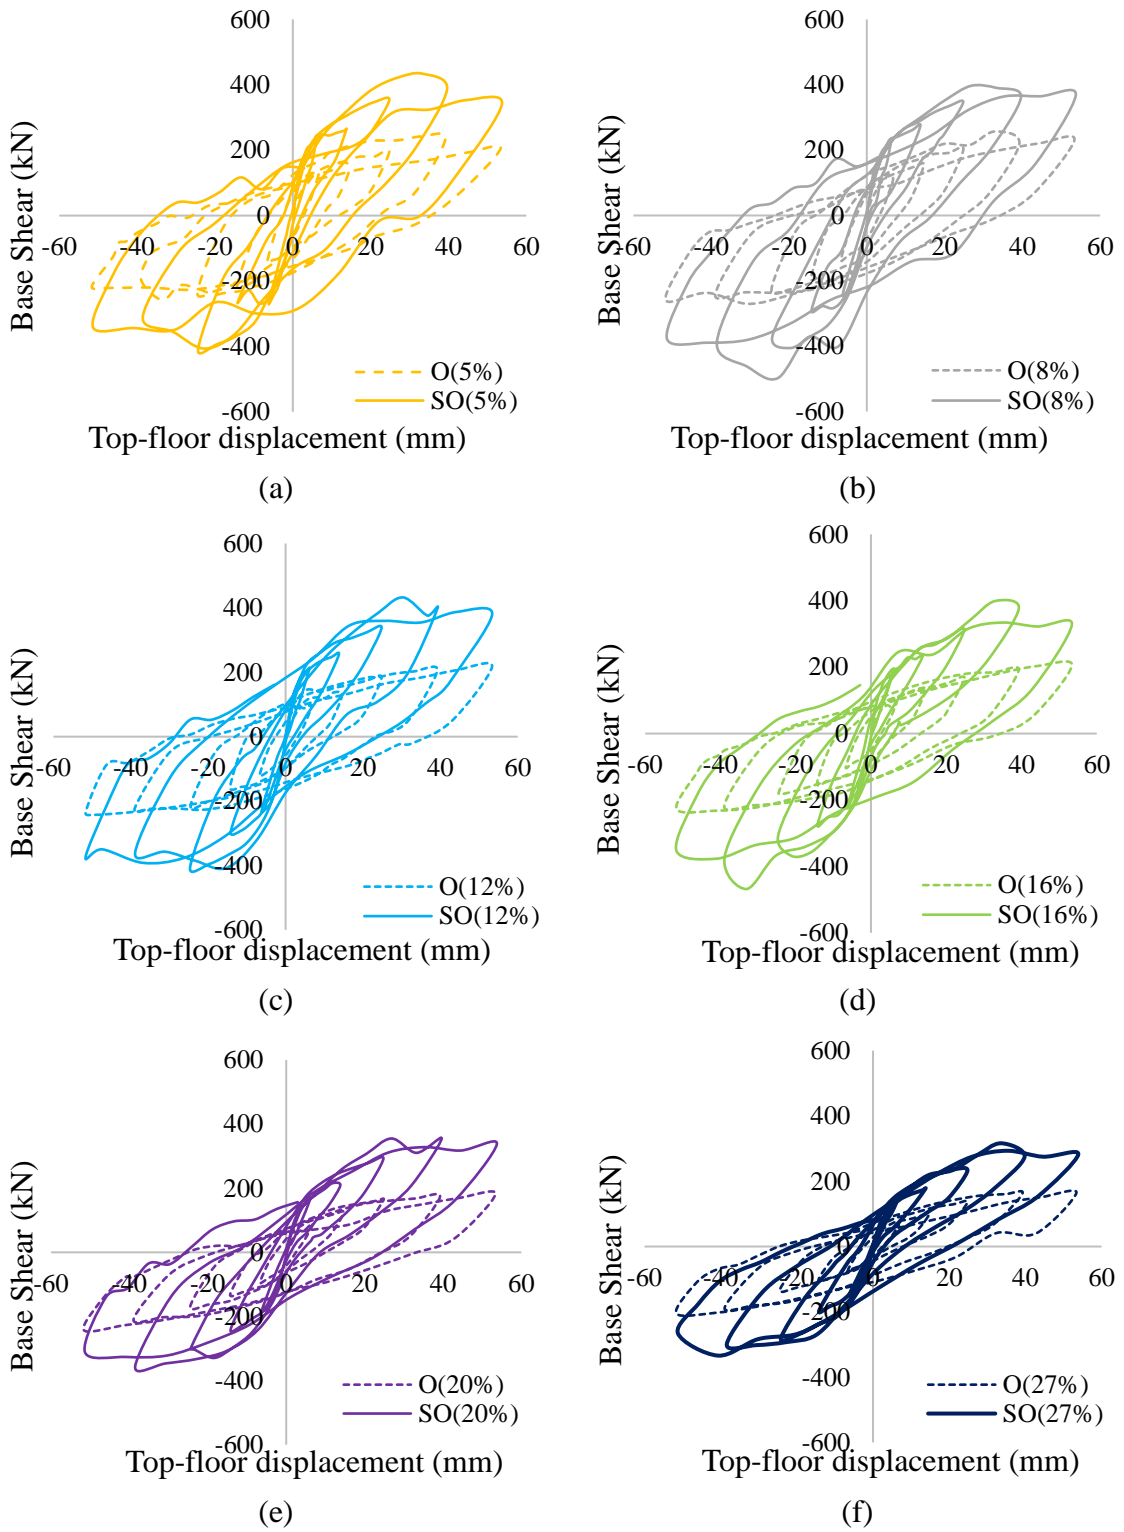 600
400
200
0
-200
-400
-600
-60 -40 -20 0 20 40 60
Base Shear (kN)
O(5%)
SO(5%)
Top-floor displacement (mm)
(a)
600
400
200
0
-200
-400
-600
-60 -40 -20 0 20 40 60
Base Shear (kN)
O(8%)
SO(8%)
Top-floor displacement (mm)
(b)
600
400
200
0
-200
-400
-600
-60 -40 -20 0 20 40 60
Base Shear (kN)
O(12%)
SO(12%)
Top-floor displacement (mm)
(c)
600
400
200
0
-200
-400
-600
-60 -40 -20 0 20 40 60
Base Shear (kN)
O(16%)
SO(16%)
Top-floor displacement (mm)
(d)
600
400
200
0
-200
-400
-600
-60 -40 -20 0 20 40 60
Base Shear (kN)
O(20%)
SO(20%)
Top-floor displacement (mm)
(e)
600
400
200
0
-200
-400
-600
-60 -40 -20 0 20 40 60
Base Shear (kN)
O(27%)
SO(27%)
Top-floor displacement (mm)
(f)